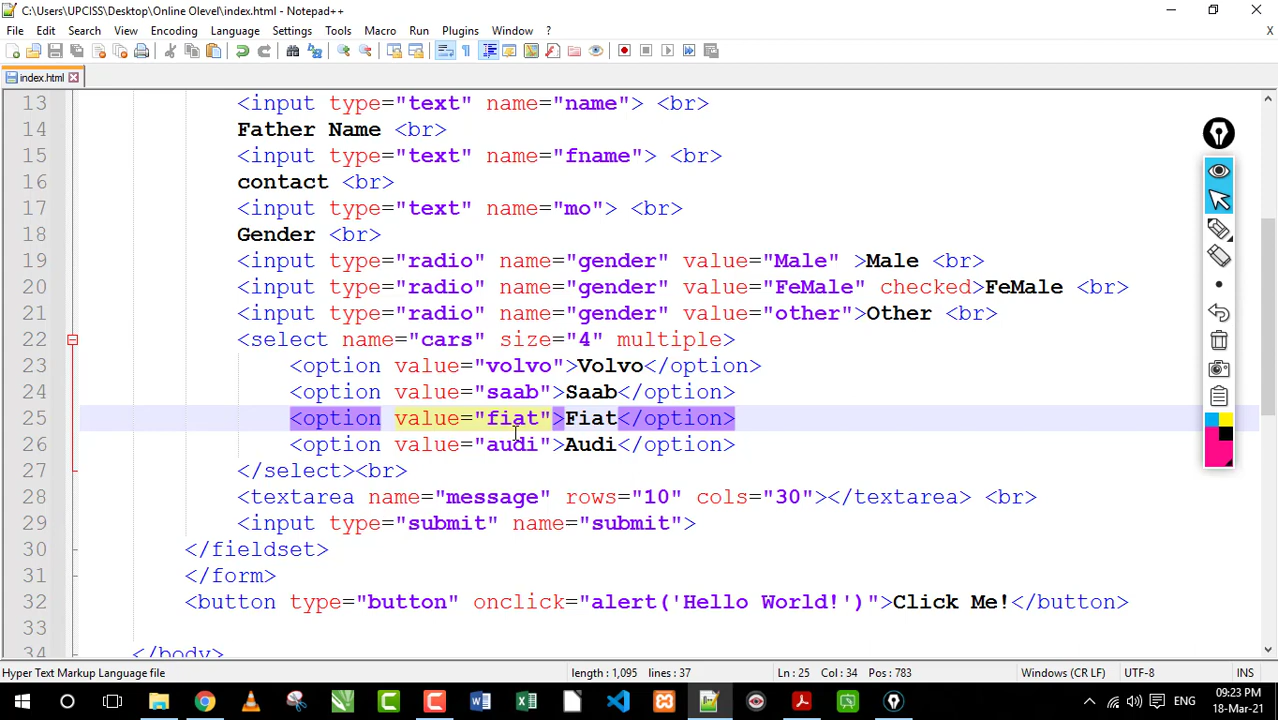 C:\Users\UPCISS\Desktop\Online Olevel\index.html - Notepad++
File Edit Search View Encoding Language Settings Tools Macro Run Plugins Window ? X
index.html
13 <input type="text" name="name"> <br>
14 Father Name <br>
15 <input type="text" name="fname"> <br>
16 contact <br>
17 <input type="text" name="mo"> <br>
18 Gender <br>
19 <input type="radio" name="gender" value="Male" >Male <br>
20 <input type="radio" name="gender" value="FeMale" checked>FeMale <br>
21 <input type="radio" name="gender" value="other">Other <br>
22 <select name="cars" size="4" multiple>
23 <option value="volvo">Volvo</option>
24 <option value="saab">Saab</option>
25 <option value="fiat">Fiat</option>
26 <option value="audi">Audi</option>
27 </select><br>
28 <textarea name="message" rows="10" cols="30"></textarea> <br>
29 <input type="submit" name="submit">
30 </fieldset>
31 </form>
32 <button type="button" onclick="alert('Hello World!')">Click Me!</button>
33
34 </body>
Hyper Text Markup Language file length : 1,095 lines : 37 Ln : 25 Col : 34 Pos : 783 Windows (CR LF) UTF-8 INS
ENG 09:23 PM
18-Mar-21